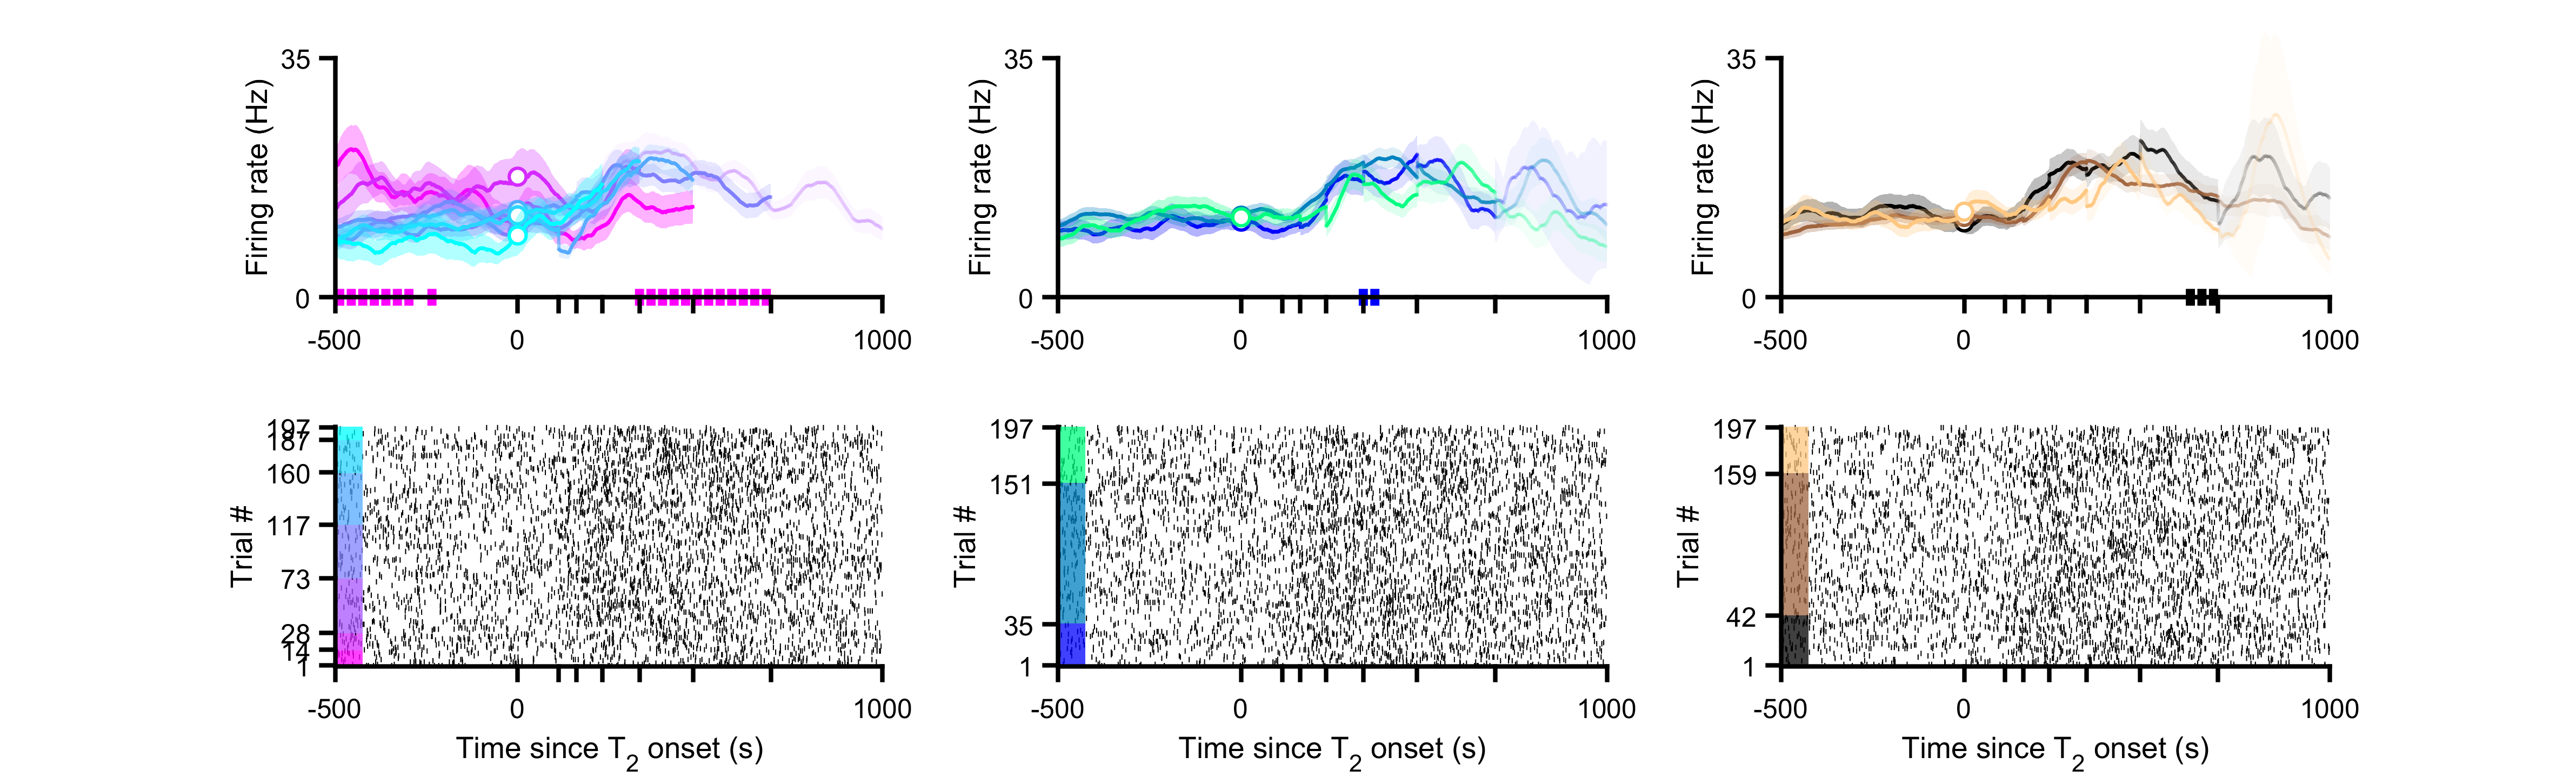 35
Firing rate (Hz)
0
-500 0 1000
35
Firing rate (Hz)
0
-500 0 1000
35
Firing rate (Hz)
0
-500 0 1000
197
187
160
117
73
28
14
1
Trial #
-500 0 1000
Time since T2 onset (s)
197
151
35
1
Trial #
-500 0 1000
Time since T2 onset (s)
197
159
42
1
Trial #
-500 0 1000
Time since T2 onset (s)